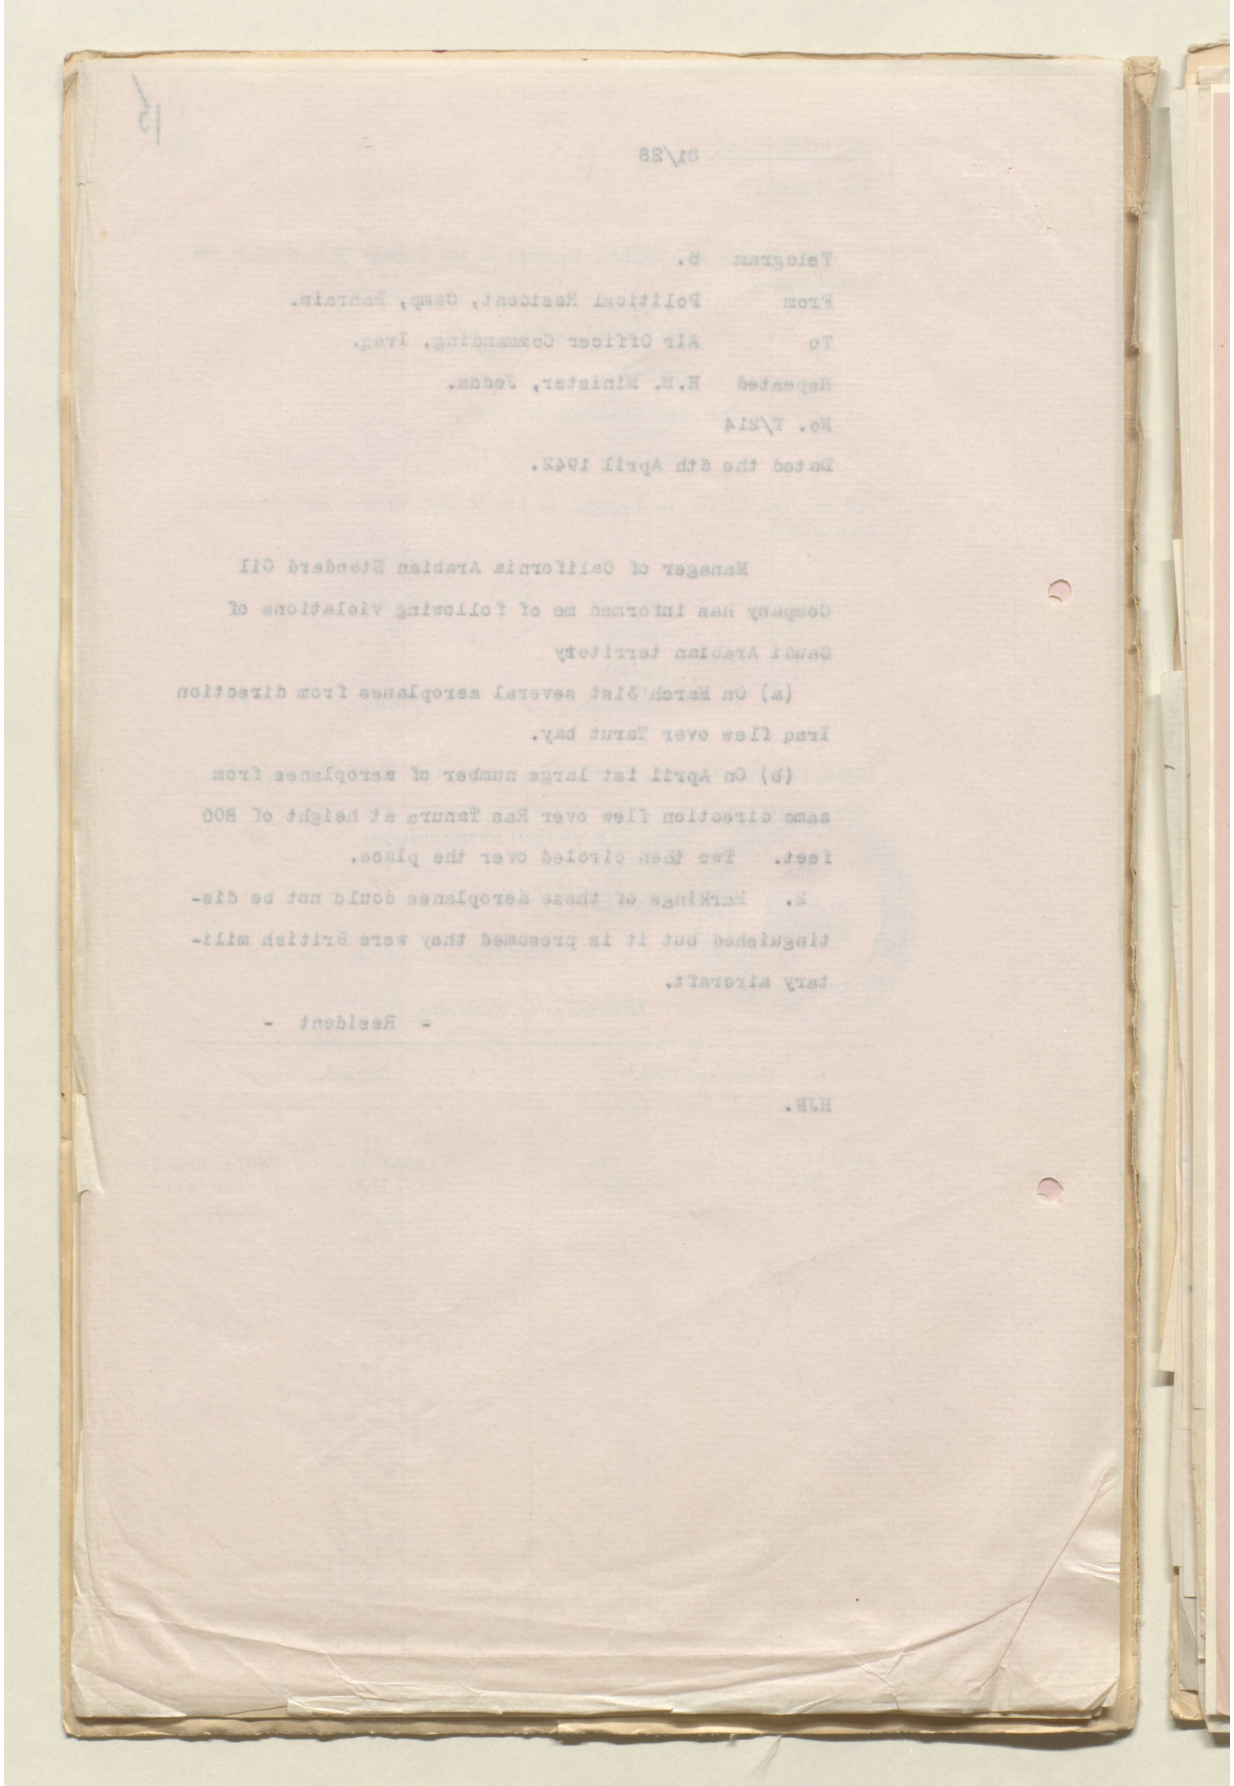 15
81/28
Telegram S.
From Political Resident, Camp, Bahrain.
To Air Officer Commanding, Iraq.
Repeated H.M. Minister, Jedda.
No. T/214
Dated the 6th April 1942.
Manager of California Arabian Standard Oil
Company has informed me of following violations of
Saudi Arabian territoty
(a) On March 31st several aeroplanes from direction
Iraq flew over Tarut bay.
(b) On April 1st large number of aeroplanes from
same direction flew over Ras Tanura at height of 800
feet. Two then circled over the place.
2. Markings of these aeroplanes could not be dis-
tinguished but it is presumed they were British mili-
tary aircraft.
- Resident -
HJN.